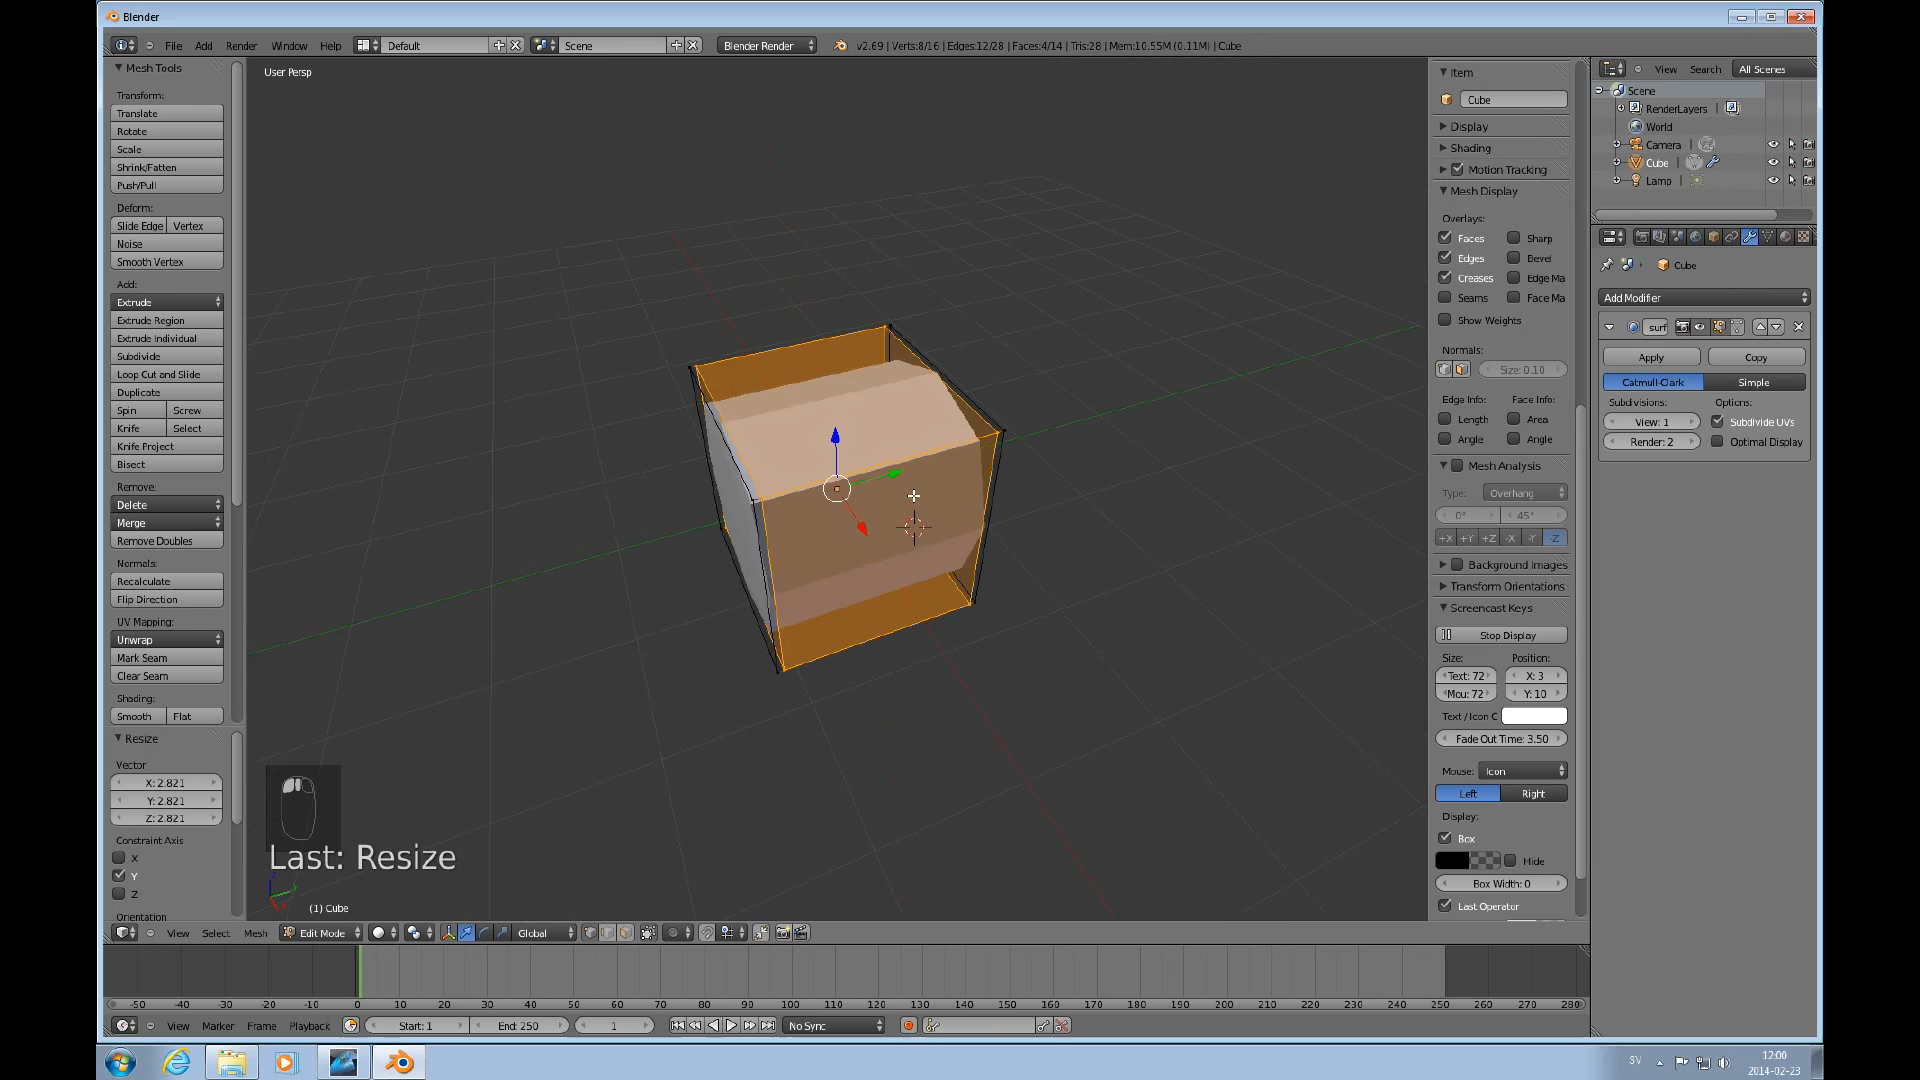 Blender
File Add Render Window Help Default Scene Blender Render v2.69 | Verts:8/16 | Edges:12/28 | Faces:4/14 | Tris:28 | Mem:10.55M (0.11M) | Cube
Mesh Tools
Transform:
Translate
Rotate
Scale
Shrink/Fatten
Push/Pull
Deform:
Slide Edge Vertex
Noise
Smooth Vertex
Add:
Extrude
Extrude Region
Extrude Individual
Subdivide
Loop Cut and Slide
Duplicate
Spin Screw
Knife Select
Knife Project
Bisect
Remove:
Delete
Merge
Remove Doubles
Normals:
Recalculate
Flip Direction
UV Mapping:
Unwrap
Mark Seam
Clear Seam
Shading:
Smooth Flat
Resize
Vector
X: 2.821
Y: 2.821
Z: 2.821
Constraint Axis
X
Y
Z
Orientation
User Persp
Last: Resize
(1) Cube
Item
Cube
Display
Shading
Motion Tracking
Mesh Display
Overlays:
Faces Sharp
Edges Bevel
Creases Edge Ma
Seams Face Ma
Show Weights
Normals:
Size: 0.10
Edge Info: Face Info:
Length Area
Angle Angle
Mesh Analysis
Type: Overhang
0° 45°
+X +Y +Z -X -Y -Z
Background Images
Transform Orientations
Screencast Keys
Stop Display
Size: Position:
Text: 72 X: 3
Mou: 72 Y: 10
Text / Icon C
Fade Out Time: 3.50
Mouse: Icon
Left Right
Display:
Box
Hide
Box Width: 0
Last Operator
View Search All Scenes
Scene
RenderLayers |
World
Camera |
Cube |
Lamp |
Cube
Add Modifier
surf
Apply Copy
Catmull-Clark Simple
Subdivisions: Options:
View: 1 Subdivide UVs
Render: 2 Optimal Display
View Select Mesh Edit Mode Global
-50 -40 -30 -20 -10 0 10 20 30 40 50 60 70 80 90 100 110 120 130 140 150 160 170 180 190 200 210 220 230 240 250 260 270 280
View Marker Frame Playback Start: 1 End: 250 1 No Sync
SV 12:00
2014-02-23